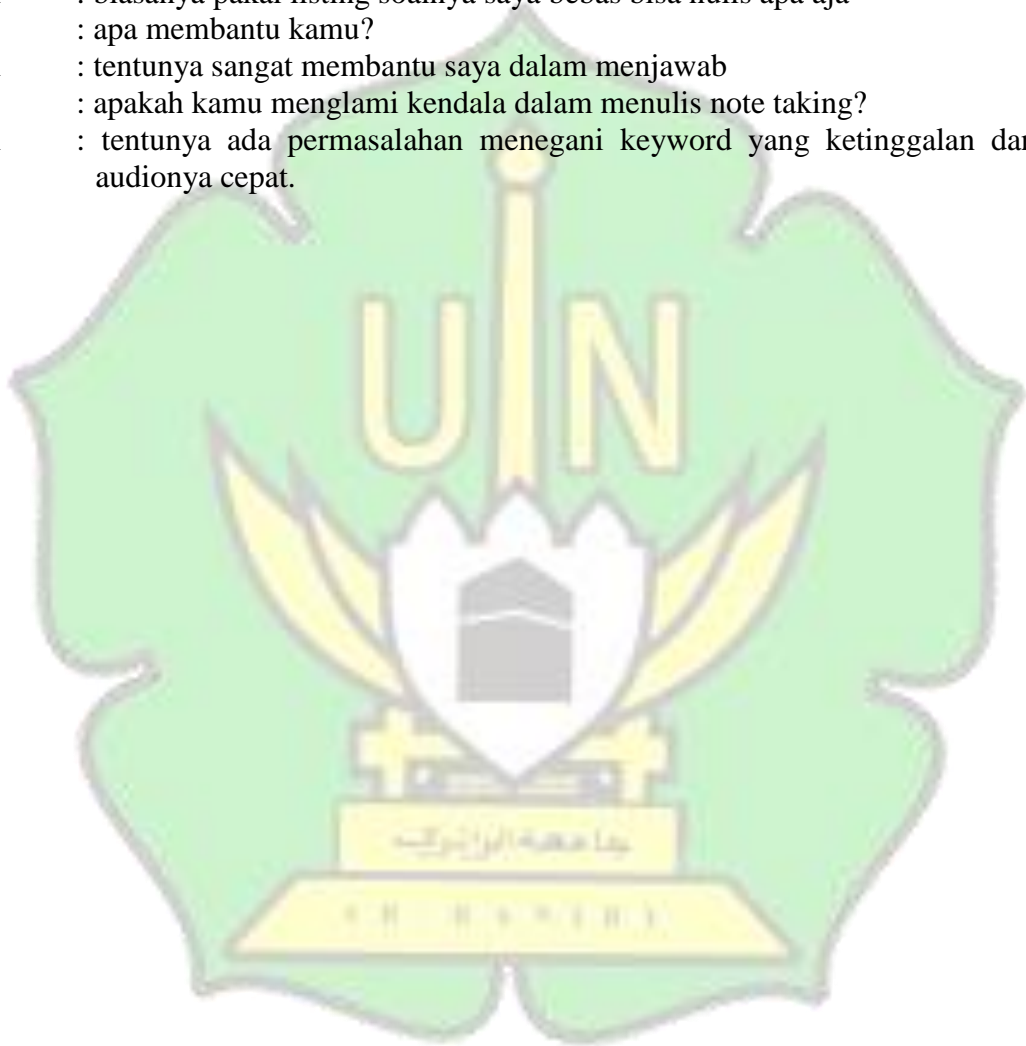 : biasanya pakai listing soalnya saya bebas bisa nulis apa aja
: apa membantu kamu?
: tentunya sangat membantu saya dalam menjawab
: apakah kamu menglami kendala dalam menulis note taking?
: tentunya ada permasalahan menegani keyword yang ketinggalan dan
audionya cepat.
UIN